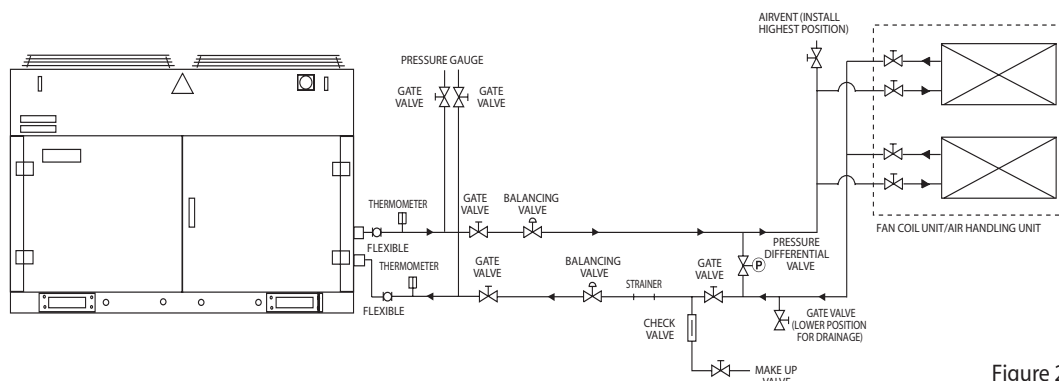 AIRVENT (INSTALL
HIGHEST POSITION)
PRESSURE GAUGE
GATE
VALVE
GATE
VALVE
THERMOMETER
GATE
VALVE
BALANCING
VALVE
FLEXIBLE
FAN COIL UNIT/AIR HANDLING UNIT
PRESSURE
DIFFERENTIAL
VALVE
P
THERMOMETER
GATE
VALVE
BALANCING
VALVE
STRAINER
GATE
VALVE
FLEXIBLE
GATE VALVE
(LOWER POSITION
FOR DRAINAGE)
CHECK
VALVE
MAKE UP
VALVE
Figure 2